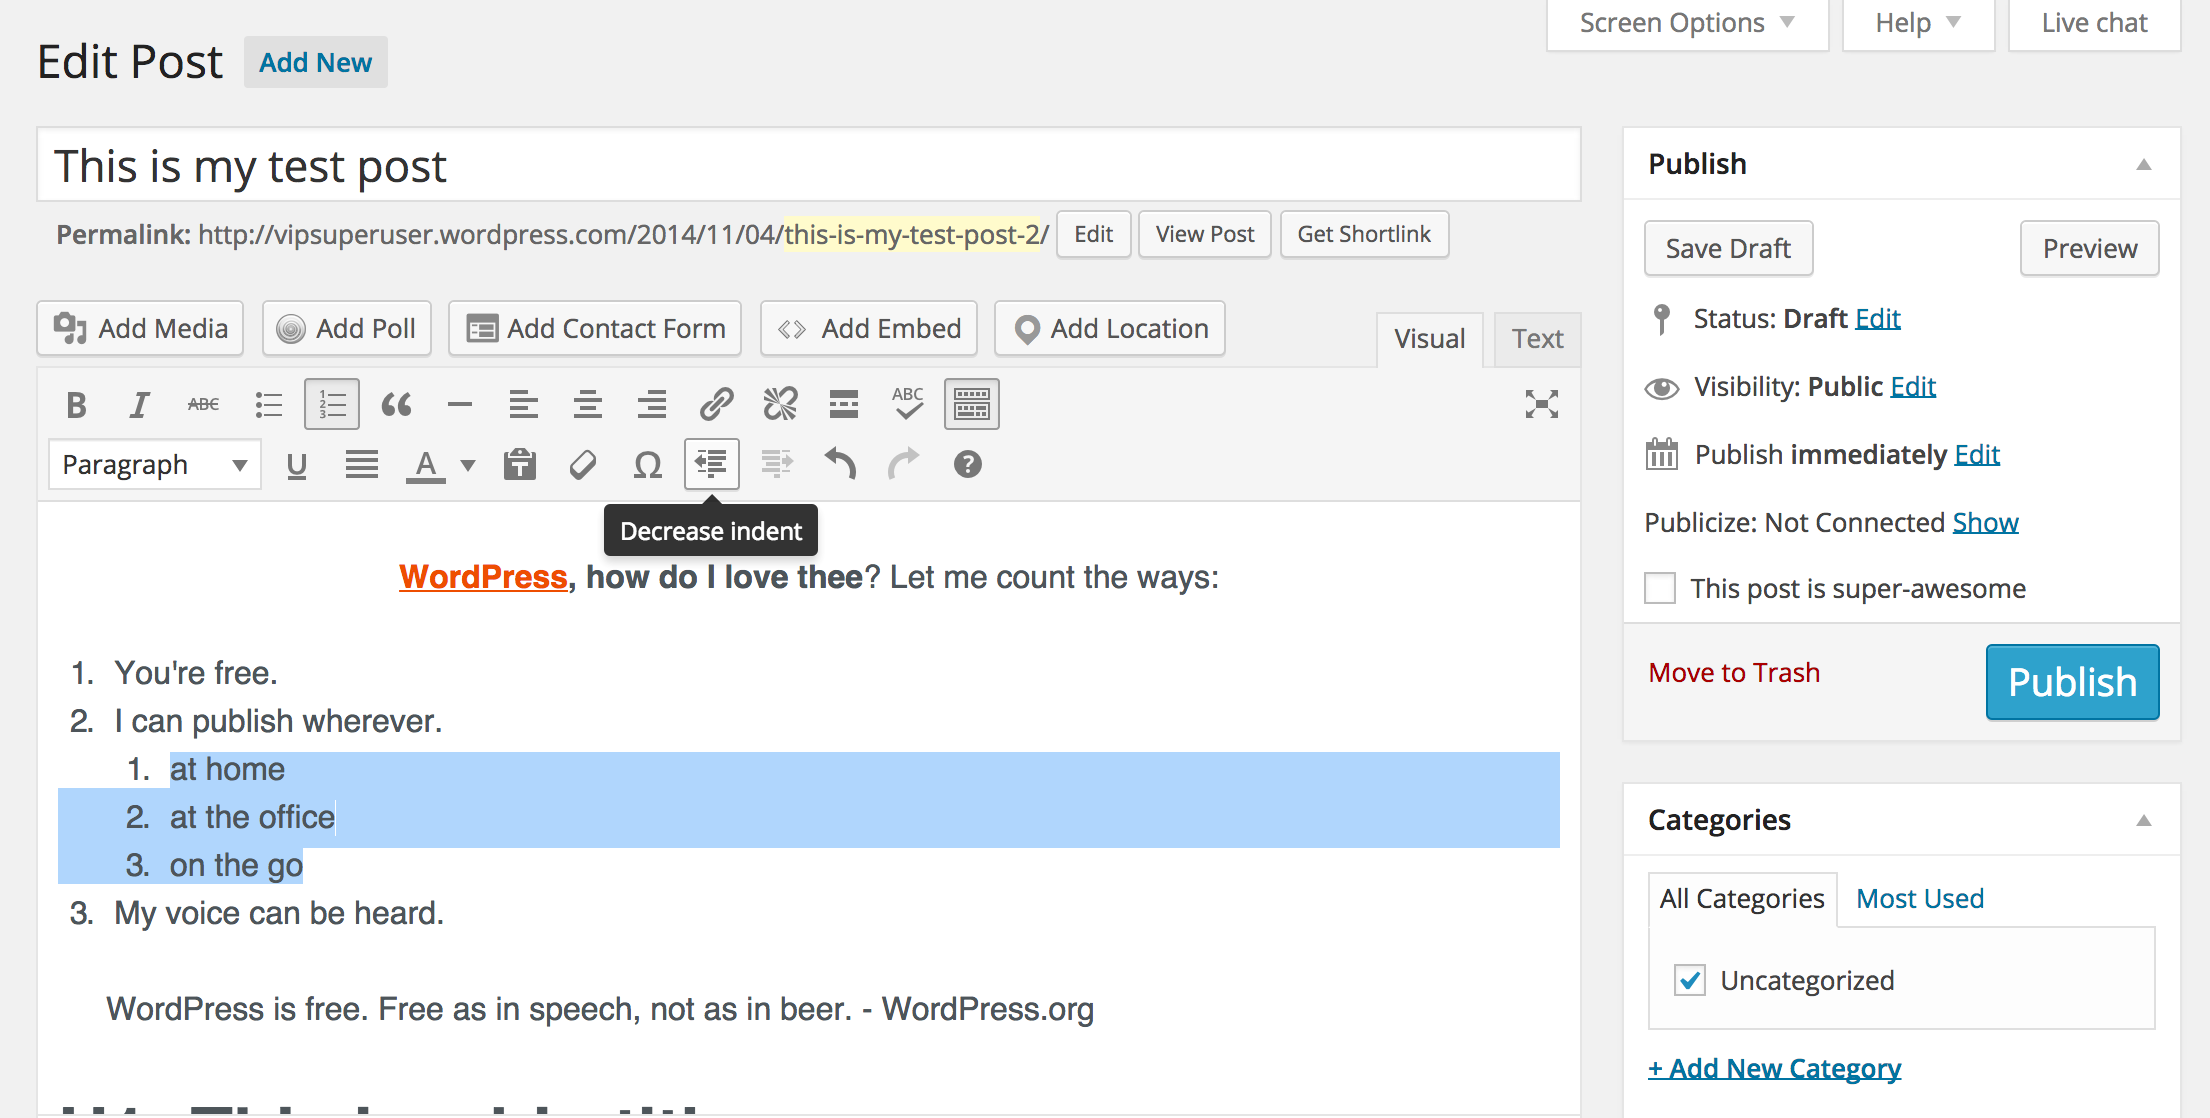 Screen Options Help Live chat
Edit Post Add New
This is my test post
Permalink: http://vipsuperuser.wordpress.com/2014/11/04/this-is-my-test-post-2/ Edit View Post Get Shortlink
Add Media Add Poll Add Contact Form Add Embed Add Location Visual Text
B I ABC 1 2 3 ABC
Paragraph U A T Ω ?
Decrease indent
WordPress, how do I love thee? Let me count the ways:
1. You're free.
2. I can publish wherever.
1. at home
2. at the office
3. on the go
3. My voice can be heard.
WordPress is free. Free as in speech, not as in beer. - WordPress.org
Publish
Save Draft Preview
Status: Draft Edit
Visibility: Public Edit
Publish immediately Edit
Publicize: Not Connected Show
This post is super-awesome
Move to Trash Publish
Categories
All Categories Most Used
Uncategorized
+ Add New Category